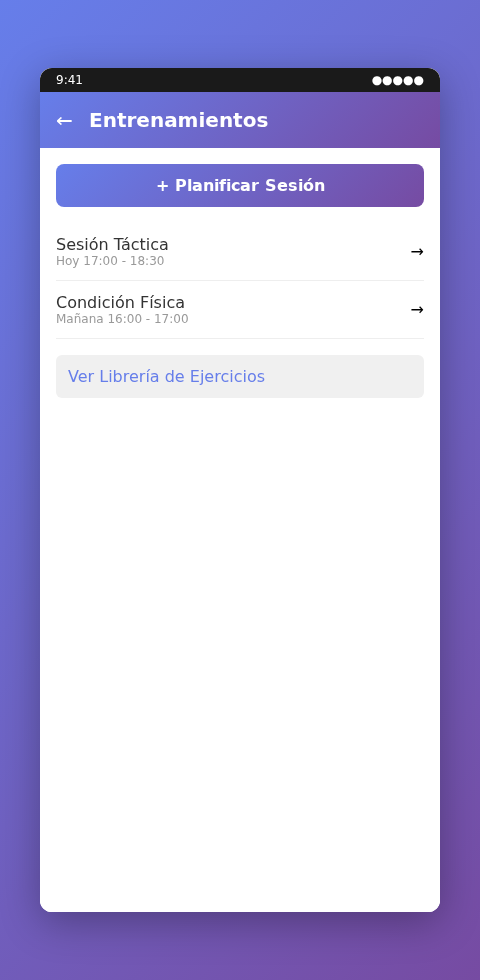 9:41 ●●●●●
← Entrenamientos
+ Planificar Sesión
Sesión Táctica
Hoy 17:00 - 18:30
→
Condición Física
Mañana 16:00 - 17:00
→
Ver Librería de Ejercicios